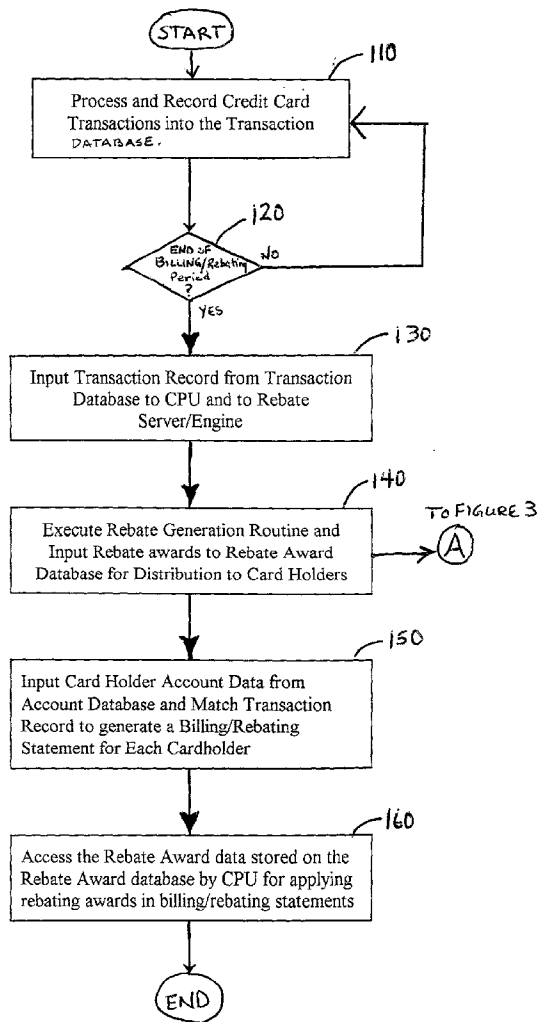 START
110
Process and Record Credit Card
Transactions into the Transaction
DATABASE.
120
END OF
BILLING/Rebating
Period
?
NO
YES
130
Input Transaction Record from Transaction
Database to CPU and to Rebate
Server/Engine
140
TO FIGURE 3
Execute Rebate Generation Routine and
Input Rebate awards to Rebate Award
Database for Distribution to Card Holders
A
150
Input Card Holder Account Data from
Account Database and Match Transaction
Record to generate a Billing/Rebating
Statement for Each Cardholder
160
Access the Rebate Award data stored on the
Rebate Award database by CPU for applying
rebating awards in billing/rebating statements
END